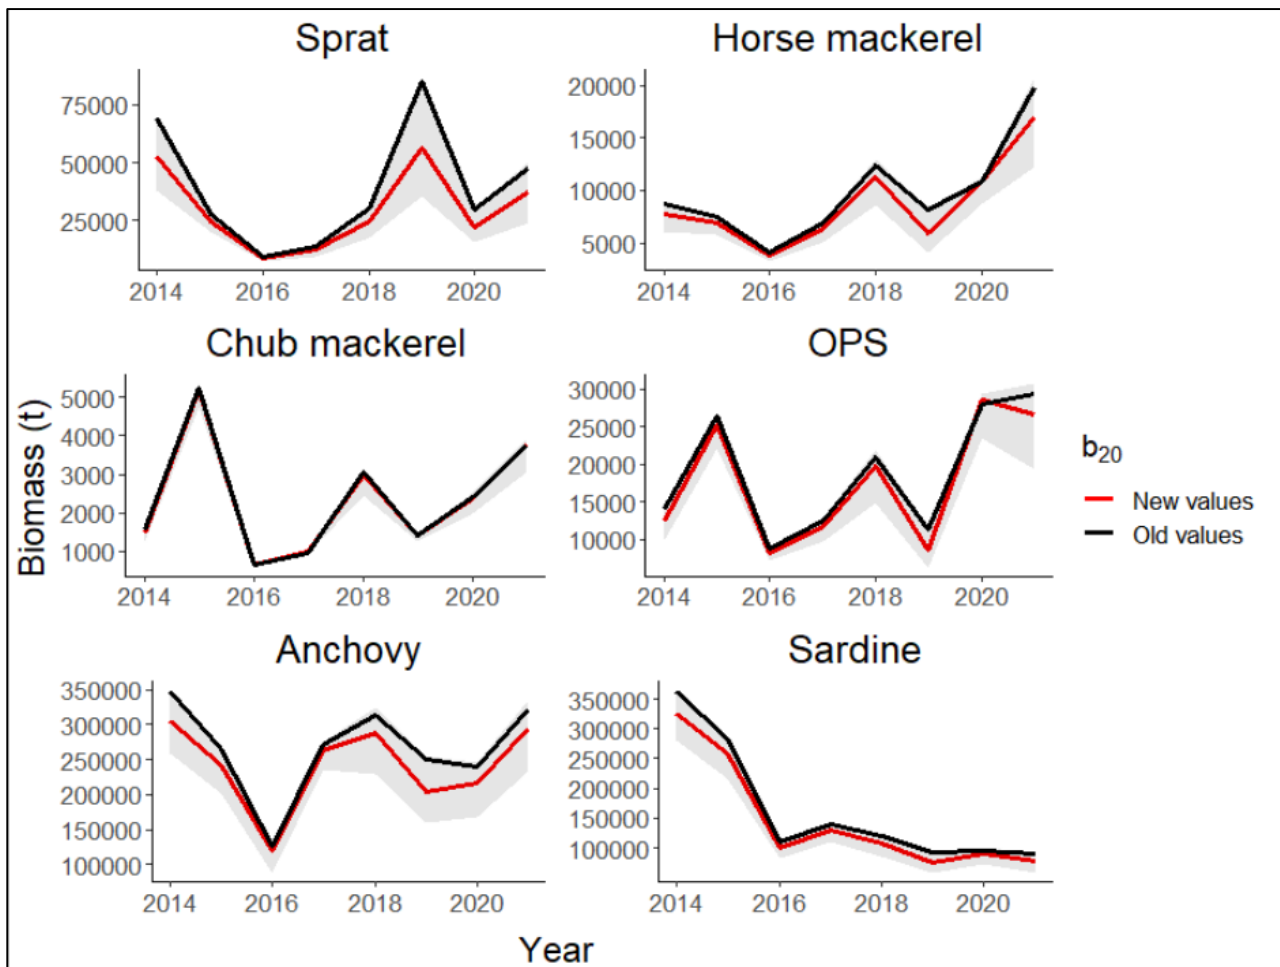 Sprat
75000
50000
25000
2014 2016 2018 2020
Horse mackerel
20000
15000
10000
5000
2014 2016 2018 2020
Chub mackerel
5000
4000
3000
2000
1000
2014 2016 2018 2020
OPS
30000
25000
20000
15000
10000
2014 2016 2018 2020
Anchovy
350000
300000
250000
200000
150000
100000
2014 2016 2018 2020
Sardine
350000
300000
250000
200000
150000
100000
2014 2016 2018 2020
Biomass (t)
Year
b20
New values
Old values